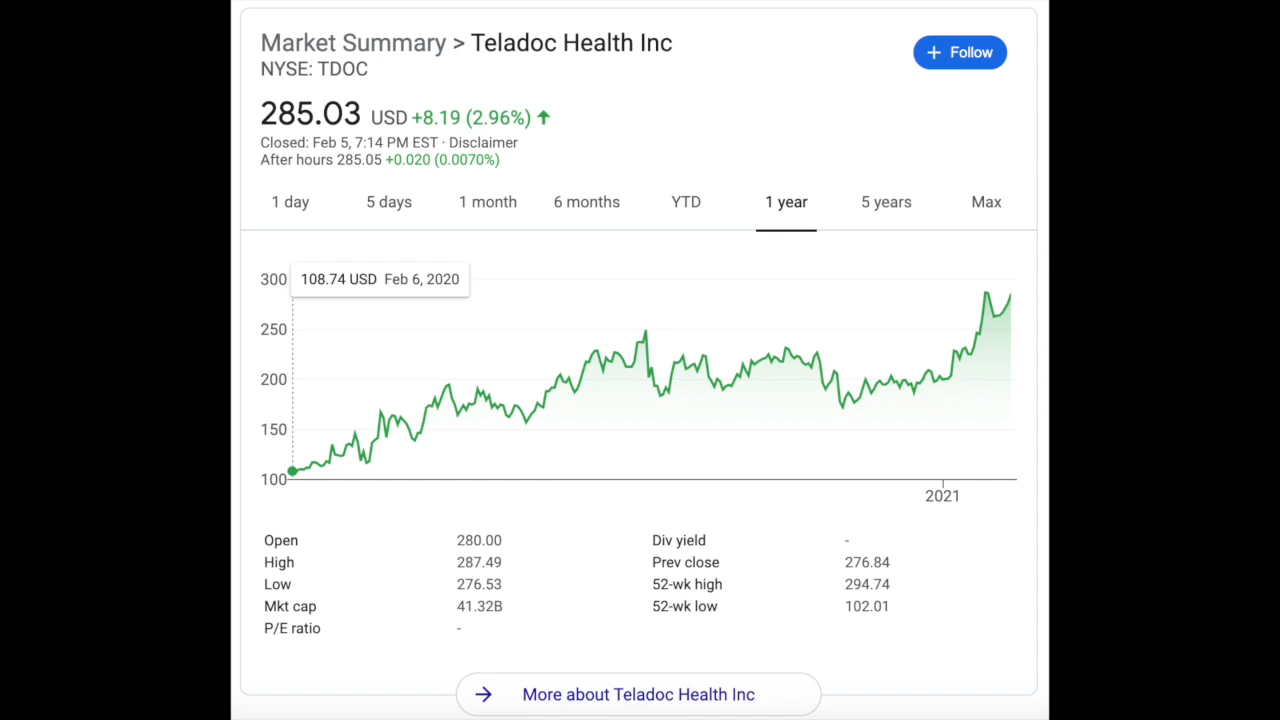 Market Summary > Teladoc Health Inc
NYSE: TDOC
+ Follow
285.03 USD +8.19 (2.96%) ↑
Closed: Feb 5, 7:14 PM EST · Disclaimer
After hours 285.05 +0.020 (0.0070%)
1 day 5 days 1 month 6 months YTD 1 year 5 years Max
108.74 USD Feb 6, 2020
300
250
200
150
100
2021
Open 280.00 Div yield -
High 287.49 Prev close 276.84
Low 276.53 52-wk high 294.74
Mkt cap 41.32B 52-wk low 102.01
P/E ratio -
→ More about Teladoc Health Inc